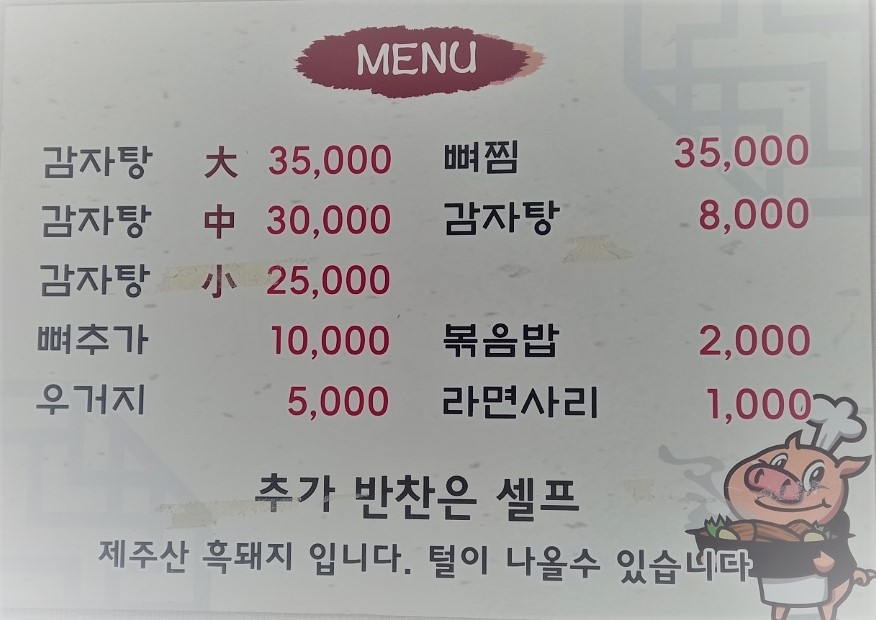 MENU
감자탕 大 35,000 뼈찜 35,000
감자탕 中 30,000 감자탕 8,000
감자탕 小 25,000
뼈추가 10,000 볶음밥 2,000
우거지 5,000 라면사리 1,000
추가 반찬은 셀프
제주산 흑돼지 입니다. 털이 나올수 있습니다